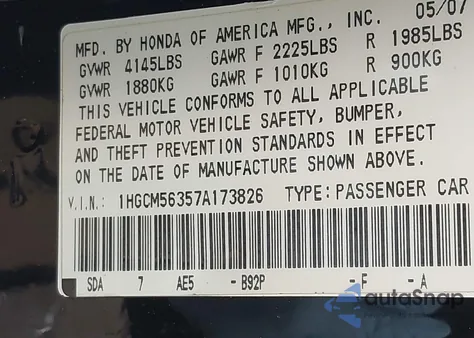 MFD. BY HONDA OF AMERICA MFG., INC. 05/07
GVWR 4145LBS GAWR F 2225LBS R 1985LBS
GVWR 1880KG GAWR F 1010KG R 900KG
THIS VEHICLE CONFORMS TO ALL APPLICABLE
FEDERAL MOTOR VEHICLE SAFETY, BUMPER,
AND THEFT PREVENTION STANDARDS IN EFFECT
ON THE DATE OF MANUFACTURE SHOWN ABOVE.
V.I.N.: 1HGCM56357A173826 TYPE: PASSENGER CAR
SDA 7 AE5 - B92P - F - A
autoSnap